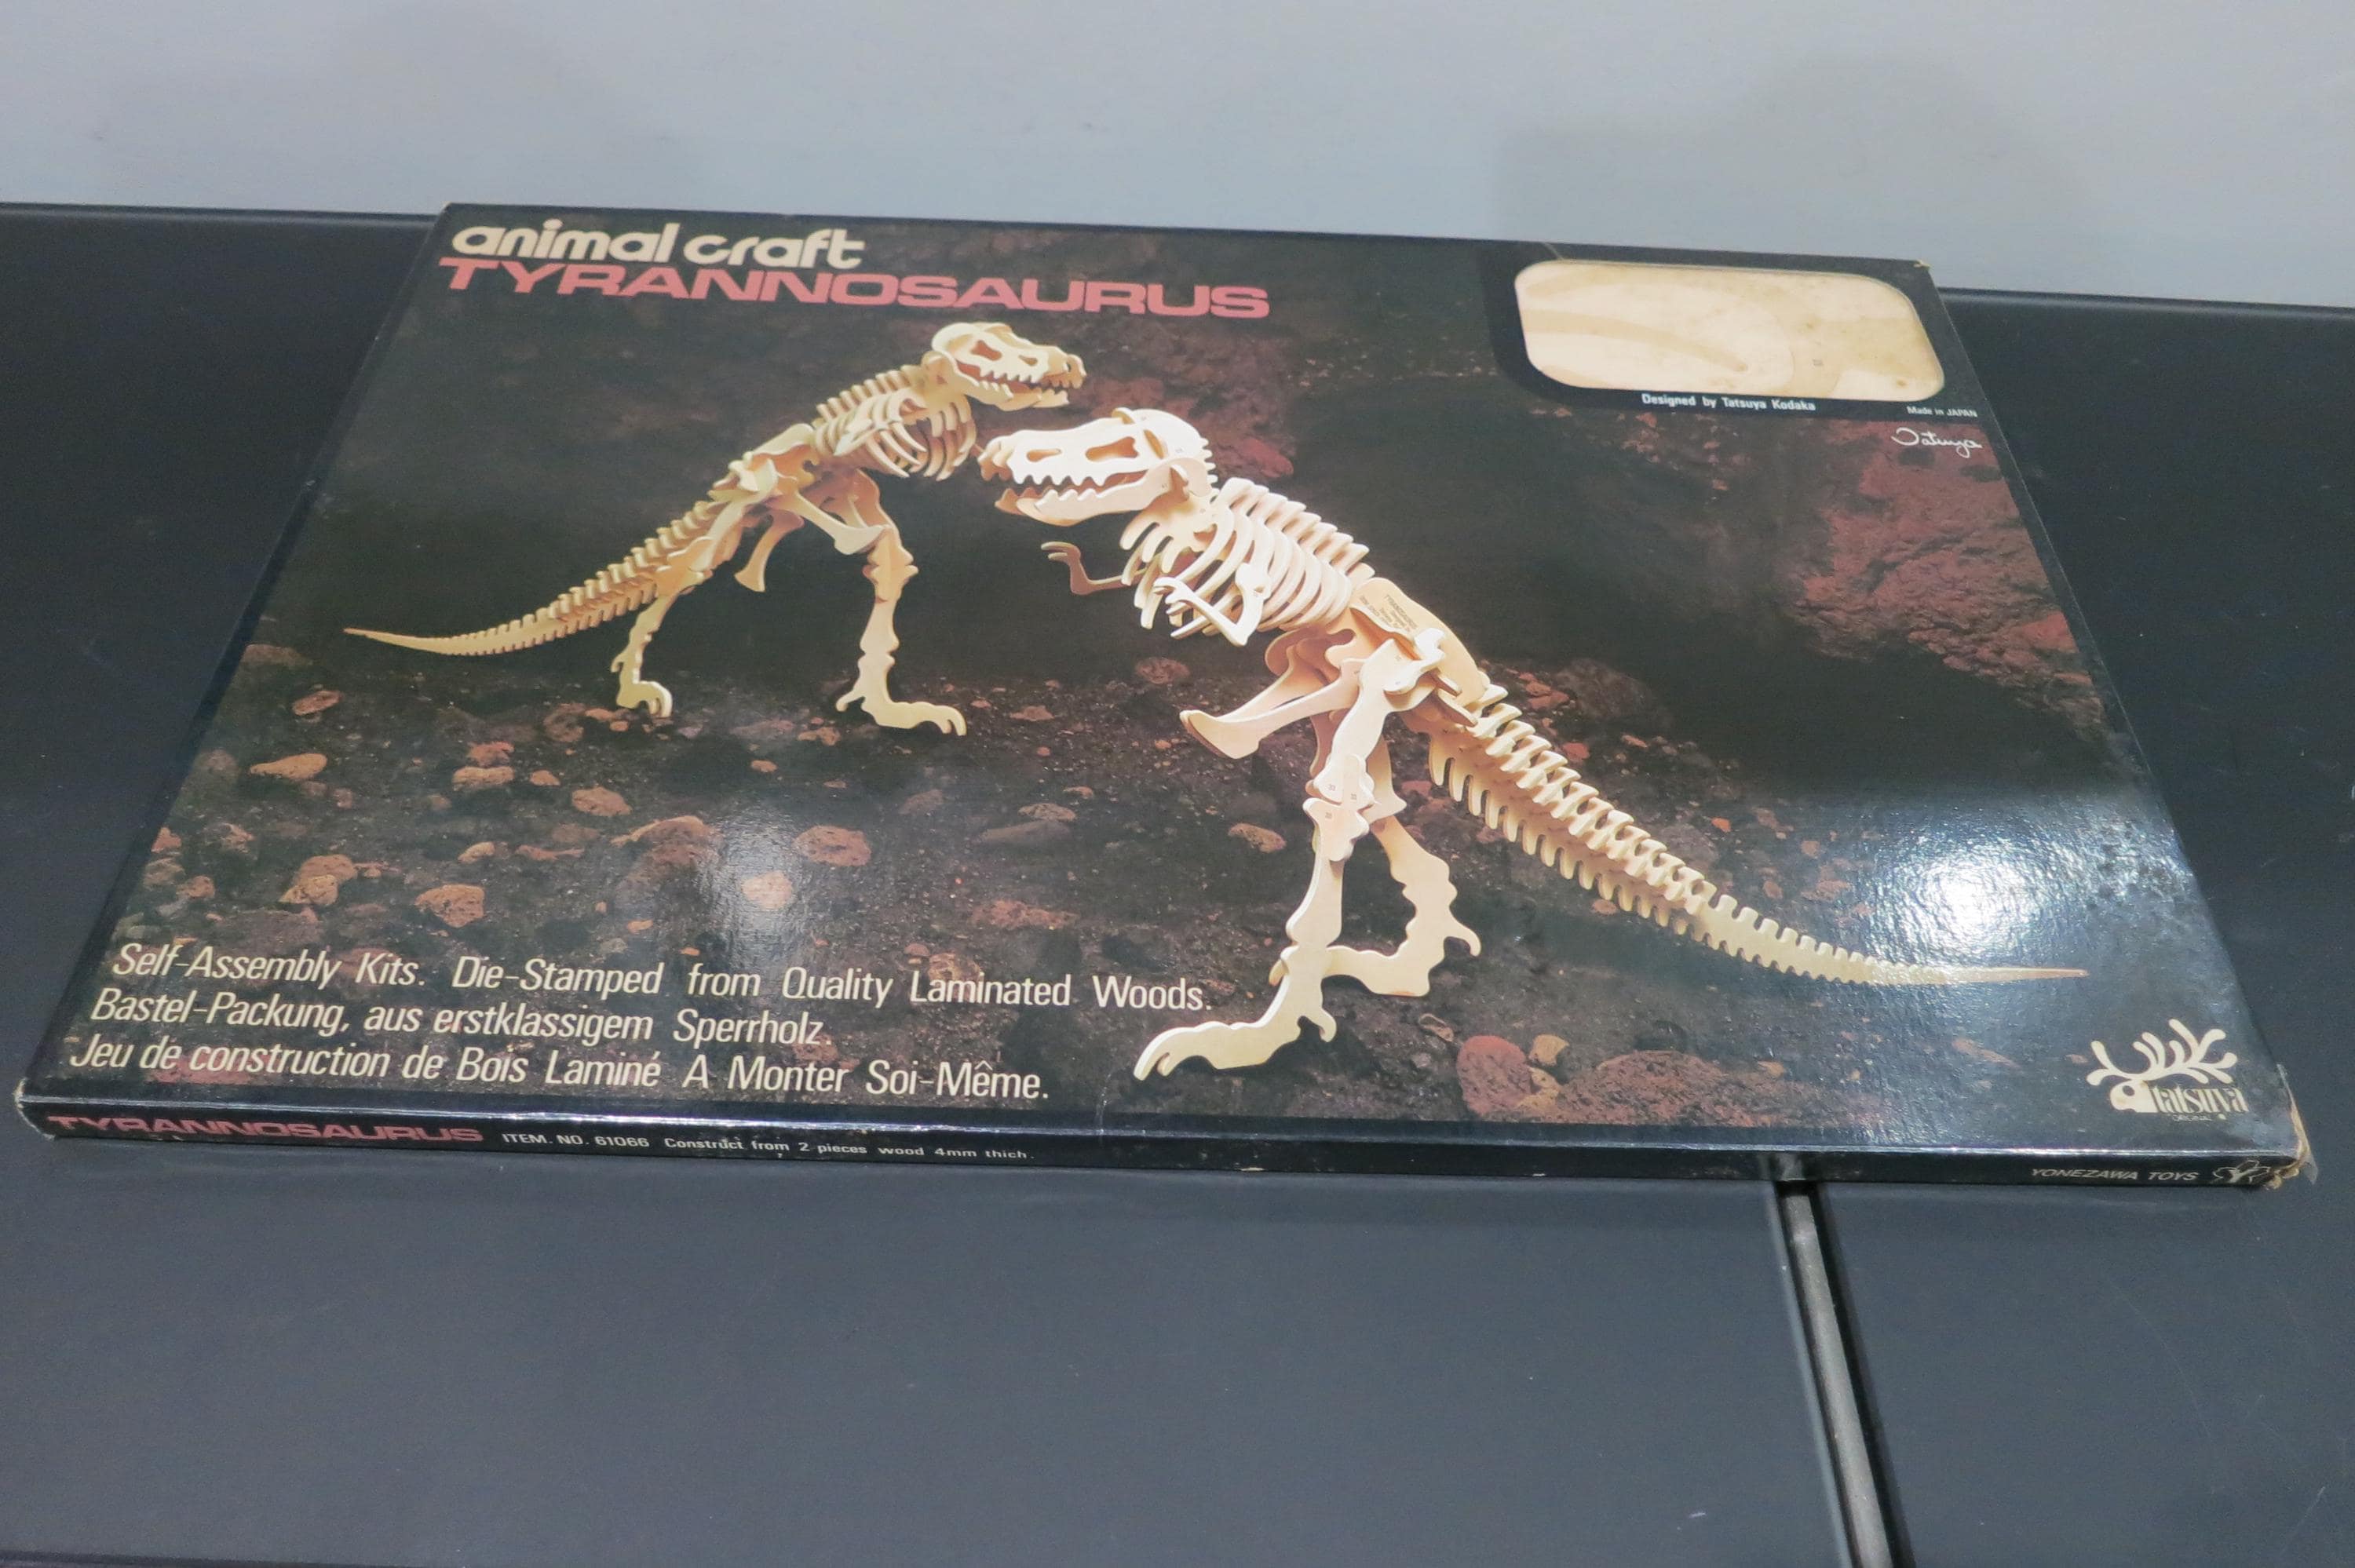 animal craft
TYRANNOSAURUS
Designed by Tatsuya Kodaka
Made in JAPAN
Tatsuya
Self-Assembly Kits. Die-Stamped from Quality Laminated Woods.
Bastel-Packung, aus erstklassigem Sperrholz.
Jeu de construction de Bois Laminé A Monter Soi-Même.
tatsuya
ORIGINAL
TYRANNOSAURUS ITEM. NO. 61066 Construct from 2 pieces wood 4mm thich.
YONEZAWA TOYS